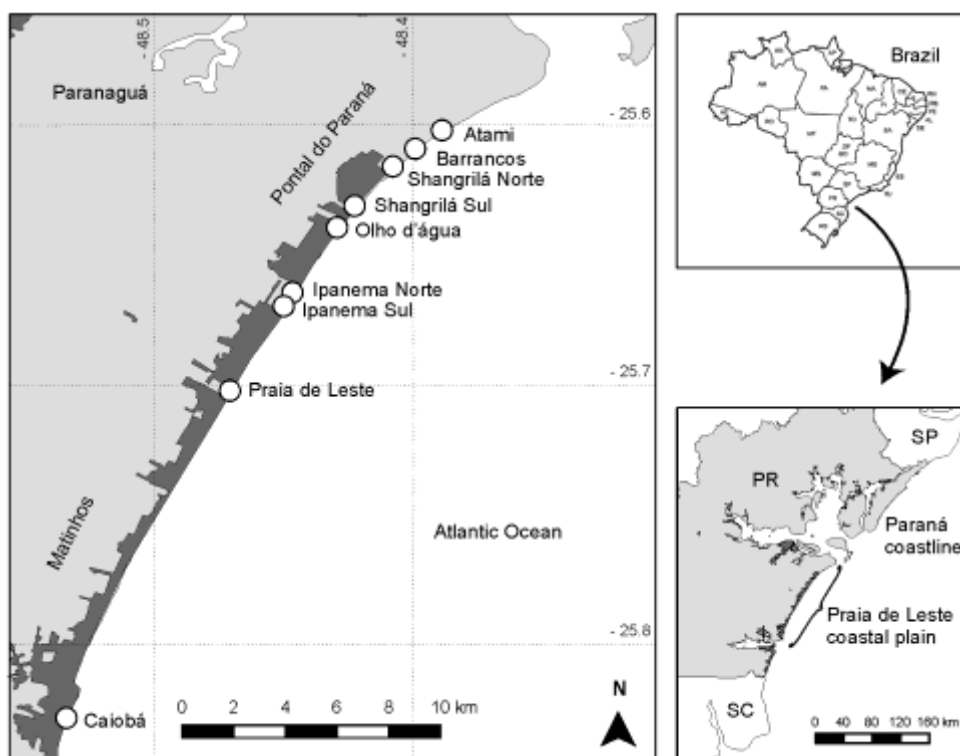 - 48.5
- 48.4
Paranaguá
Pontal do Paraná
- 25.6
Atami
Barrancos
Shangrilá Norte
Shangrilá Sul
Olho d'água
Ipanema Norte
Ipanema Sul
- 25.7
Praia de Leste
Atlantic Ocean
Matinhos
- 25.8
Caiobá
0 2 4 6 8 10 km
N
Brazil
SP
PR
Paraná
coastline
Praia de Leste
coastal plain
SC
0 40 80 120 160 km